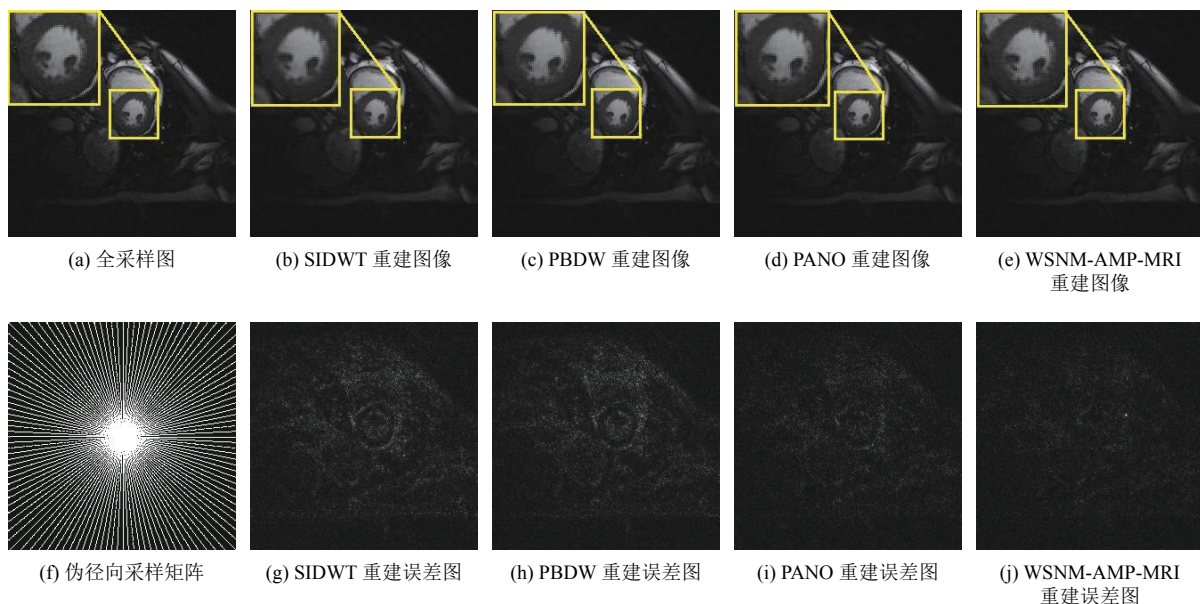 (a) 全采样图
(b) SIDWT 重建图像
(c) PBDW 重建图像
(d) PANO 重建图像
(e) WSNM-AMP-MRI
重建图像
(f) 伪径向采样矩阵
(g) SIDWT 重建误差图
(h) PBDW 重建误差图
(i) PANO 重建误差图
(j) WSNM-AMP-MRI
重建误差图